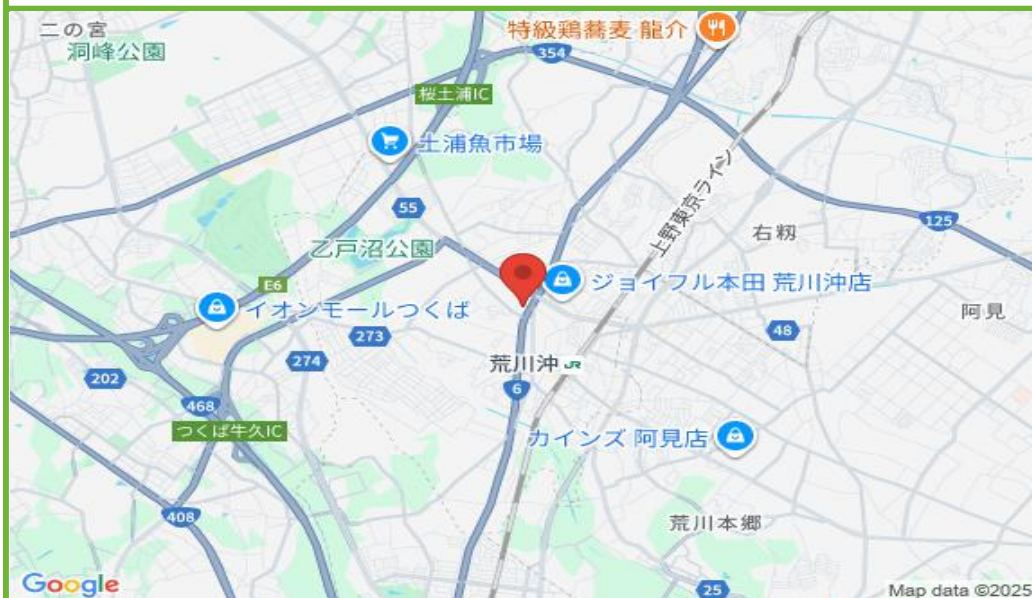 二の宮
洞峰公園
特級鶏蕎麦 龍介
354
桜土浦IC
土浦魚市場
上野東京ライン
55
125
右籾
乙戸沼公園
E6
ジョイフル本田 荒川沖店
イオンモールつくば
阿見
273
48
274
荒川沖 JR
202
6
468
つくば牛久IC
カインズ 阿見店
408
荒川本郷
Google
25
Map data ©2025